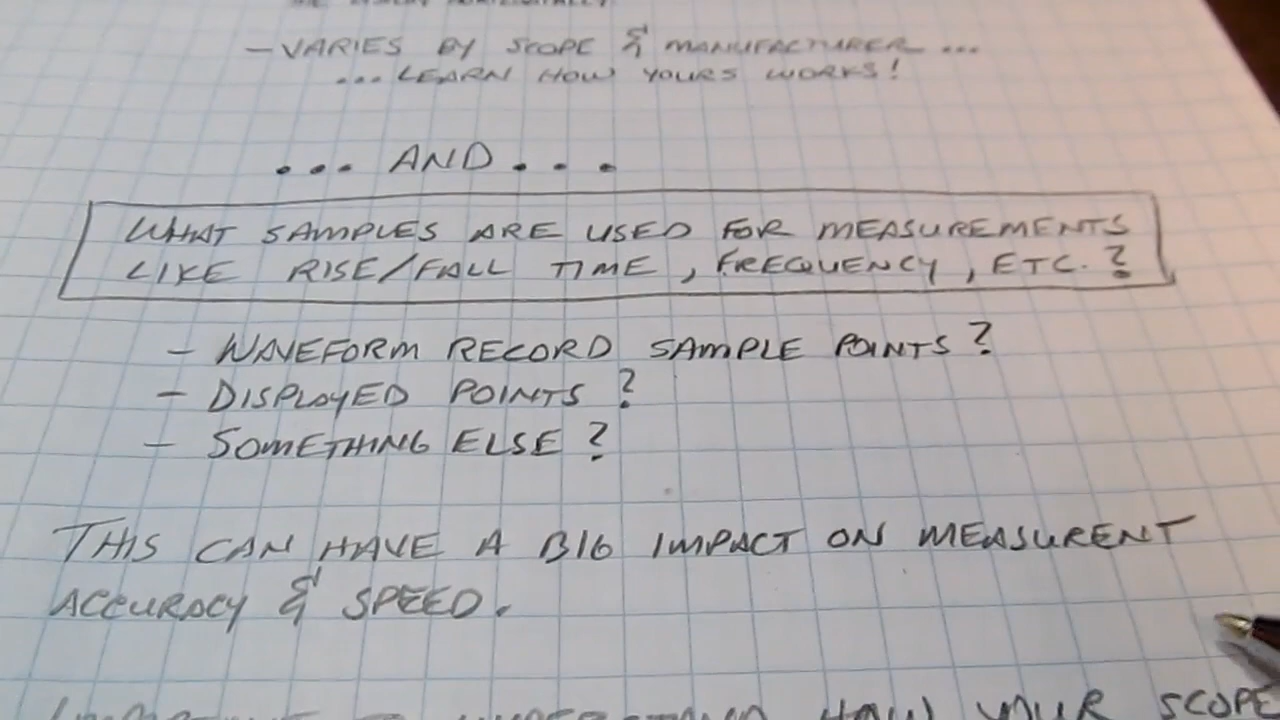 - VARIES BY SCOPE & MANUFACTURER ...
... LEARN HOW YOURS WORKS!
... AND ...
WHAT SAMPLES ARE USED FOR MEASUREMENTS
LIKE RISE/FALL TIME, FREQUENCY, ETC.?
- WAVEFORM RECORD SAMPLE POINTS?
- DISPLAYED POINTS?
- SOMETHING ELSE?
THIS CAN HAVE A BIG IMPACT ON MEASURENT
ACCURACY & SPEED.
HOW YOUR SCOPE